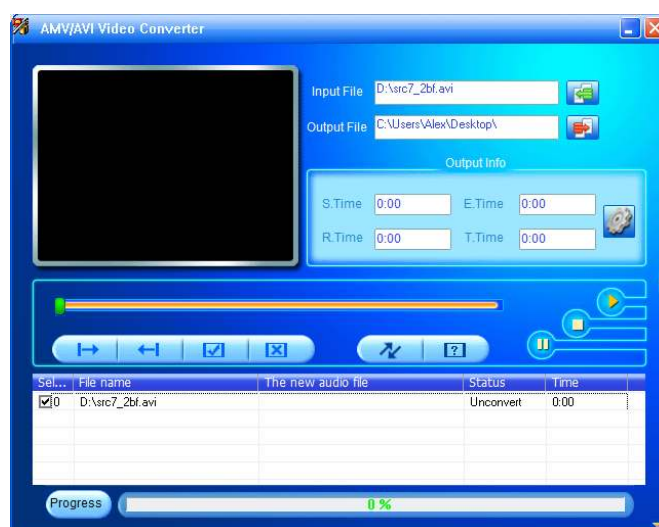 AMV/AVI Video Converter
Input File D:\src7_2bf.avi
Output File C:\Users\Alex\Desktop\
Output Info
S.Time 0:00 E.Time 0:00
R.Time 0:00 T.Time 0:00
Sel... File name The new audio file Status Time
0 D:\src7_2bf.avi Unconvert 0:00
Progress 0 %